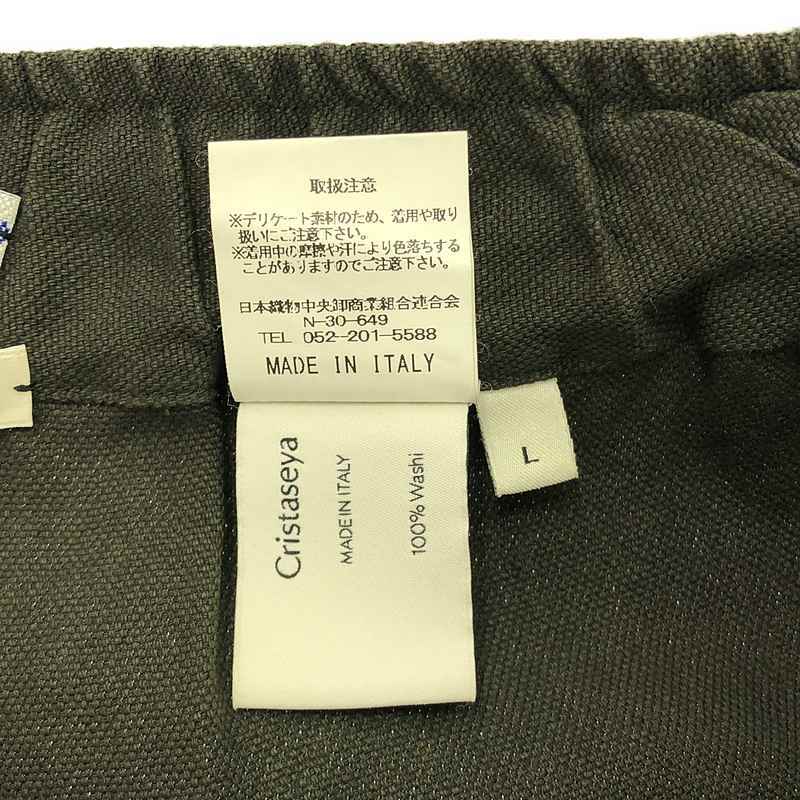 取扱注意
※デリケート素材のため、着用や取り
扱いにご注意下さい。
※着用中の摩擦や汗により色落ちする
ことがありますのでご注意下さい。
日本織物中央卸商業組合連合会
N-30-649
TEL 052-201-5588
MADE IN ITALY
Cristaseya
MADE IN ITALY
100% Washi
L